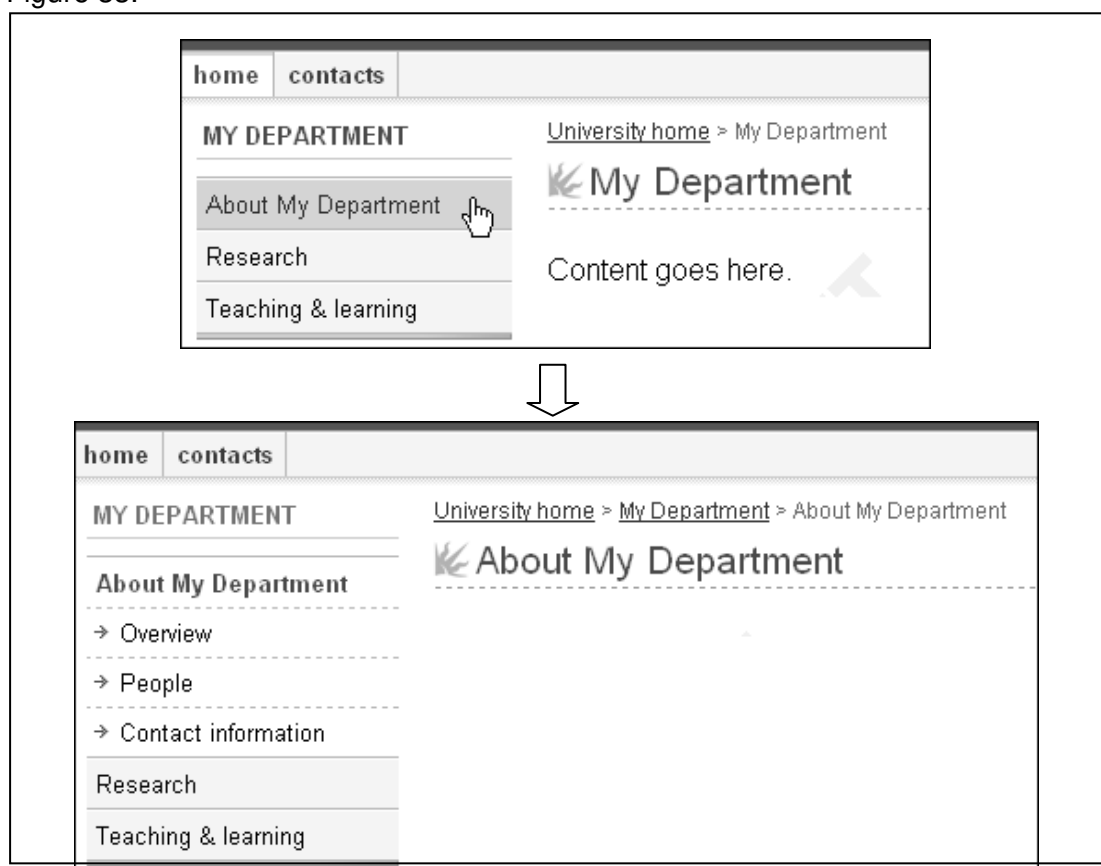 home contacts
MY DEPARTMENT
University home > My Department
My Department
About My Department
Research
Teaching & learning
Content goes here.
home contacts
MY DEPARTMENT
University home > My Department > About My Department
About My Department
About My Department
→ Overview
→ People
→ Contact information
Research
Teaching & learning